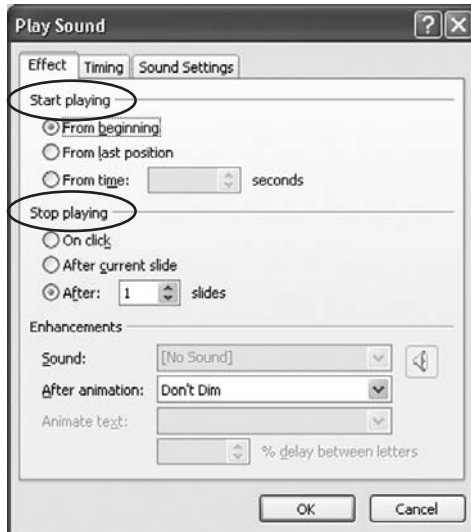 Play Sound
Effect Timing Sound Settings
Start playing
From beginning
From last position
From time: seconds
Stop playing
On click
After current slide
After: 1 slides
Enhancements
Sound: [No Sound]
After animation: Don't Dim
Animate text:
% delay between letters
OK Cancel